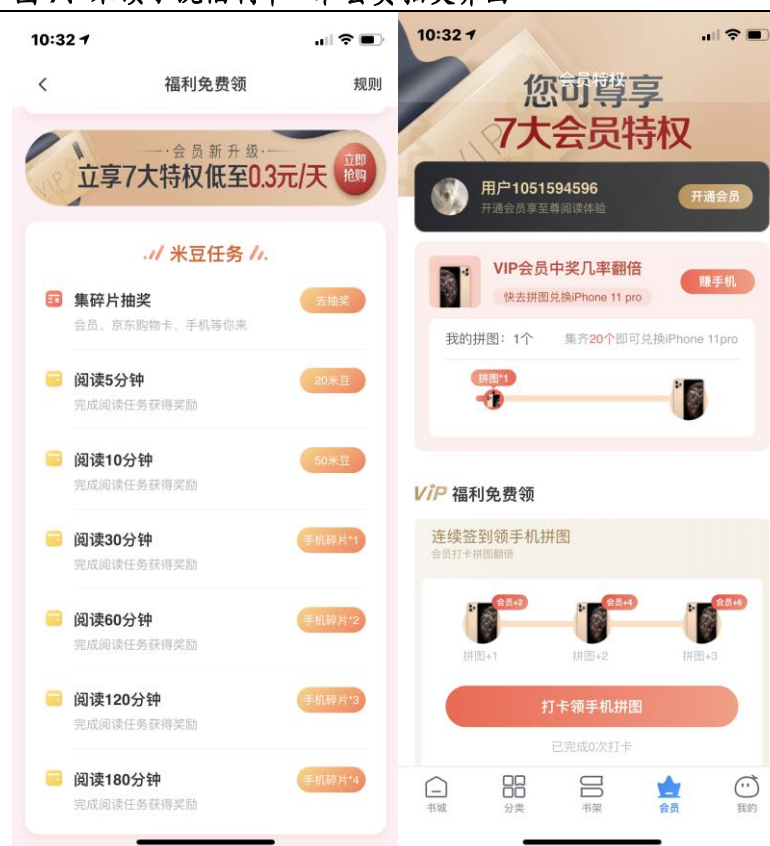 10:32
福利免费领
规则
·会员新升级·
立享7大特权低至0.3元/天
立即
抢购
VIP
米豆任务
集碎片抽奖
去抽奖
会员、京东购物卡、手机等你来
阅读5分钟
20米豆
完成阅读任务获得奖励
阅读10分钟
50米豆
完成阅读任务获得奖励
阅读30分钟
手机碎片*1
完成阅读任务获得奖励
阅读60分钟
手机碎片*2
完成阅读任务获得奖励
阅读120分钟
手机碎片*3
完成阅读任务获得奖励
阅读180分钟
手机碎片*4
完成阅读任务获得奖励
10:32
会员特权
您可尊享
7大会员特权
VIP
用户1051594596
开通会员享至尊阅读体验
开通会员
VIP会员中奖几率翻倍
快去拼图兑换iPhone 11 pro
赚手机
我的拼图：1个
集齐20个即可兑换iPhone 11pro
拼图*1
VIP 福利免费领
连续签到领手机拼图
会员打卡拼图翻倍
会员+2
会员+4
会员+6
拼图+1
拼图+2
拼图+3
打卡领手机拼图
已完成0次打卡
书城
分类
书架
会员
我的